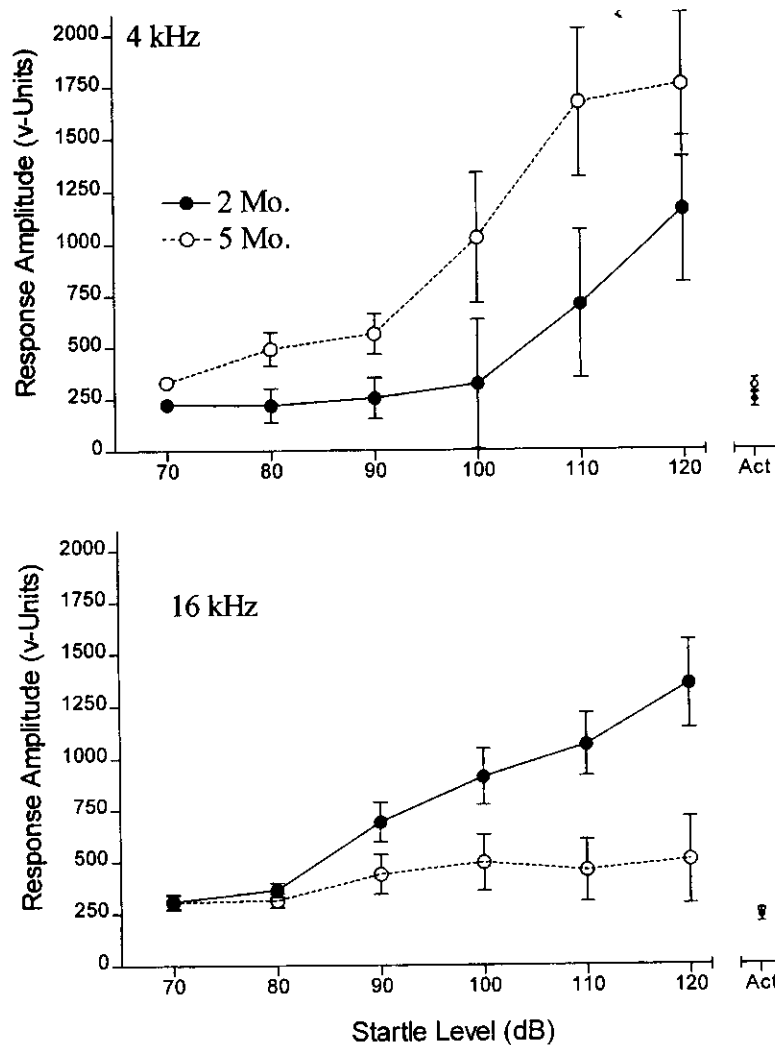 4 kHz
Response Amplitude (v-Units)
2000
1750
1500
1250
1000
750
500
250
0
2 Mo.
5 Mo.
70 80 90 100 110 120 Act
16 kHz
Response Amplitude (v-Units)
2000
1750
1500
1250
1000
750
500
250
0
70 80 90 100 110 120 Act
Startle Level (dB)